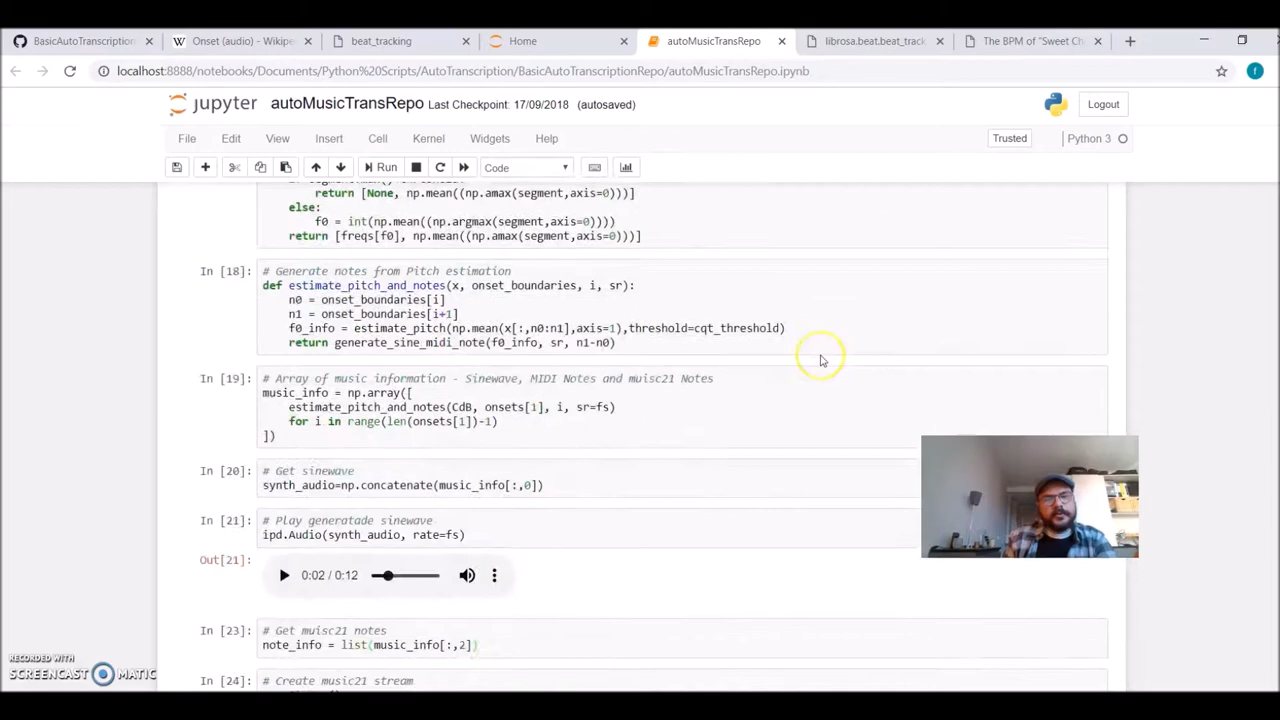 BasicAutoTranscription
Onset (audio) - Wikipe
beat_tracking
Home
autoMusicTransRepo
librosa.beat.beat_track
The BPM of "Sweet Ch
localhost:8888/notebooks/Documents/Python%20Scripts/AutoTranscription/BasicAutoTranscriptionRepo/autoMusicTransRepo.ipynb
f
jupyter autoMusicTransRepo Last Checkpoint: 17/09/2018 (autosaved)
Logout
File Edit View Insert Cell Kernel Widgets Help
Trusted Python 3
Run Code
return [None, np.mean((np.amax(segment,axis=0)))]
else:
f0 = int(np.mean((np.argmax(segment,axis=0))))
return [freqs[f0], np.mean((np.amax(segment,axis=0)))]
In [18]: # Generate notes from Pitch estimation
def estimate_pitch_and_notes(x, onset_boundaries, i, sr):
n0 = onset_boundaries[i]
n1 = onset_boundaries[i+1]
f0_info = estimate_pitch(np.mean(x[:,n0:n1],axis=1),threshold=cqt_threshold)
return generate_sine_midi_note(f0_info, sr, n1-n0)
In [19]: # Array of music information - Sinewave, MIDI Notes and muisc21 Notes
music_info = np.array([
estimate_pitch_and_notes(CdB, onsets[1], i, sr=fs)
for i in range(len(onsets[1])-1)
])
In [20]: # Get sinewave
synth_audio=np.concatenate(music_info[:,0])
In [21]: # Play generatade sinewave
ipd.Audio(synth_audio, rate=fs)
Out[21]:
0:02 / 0:12
In [23]: # Get muisc21 notes
note_info = list(music_info[:,2])
In [24]: # Create music21 stream
RECORDED WITH
SCREENCAST MATIC